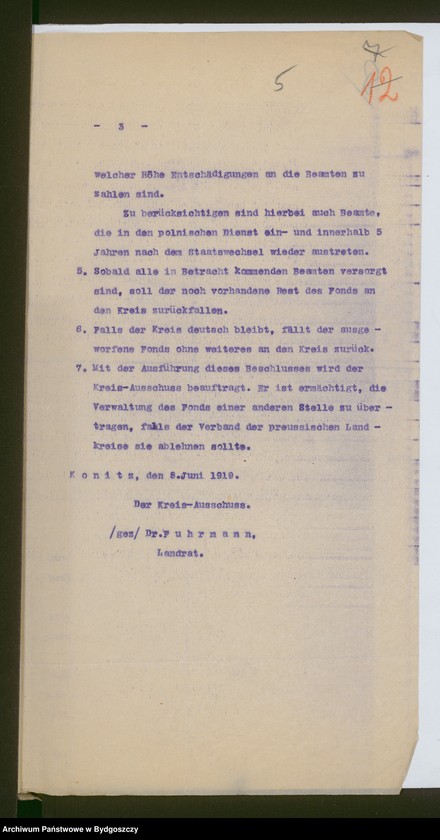 7
5
12
- 3 -
welcher Höhe Entschädigungen an die Beamten zu
zahlen sind.
Zu berücksichtigen sind hierbei auch Beamte,
die in den polnischen Dienst ein- und innerhalb 5
Jahren nach dem Staatswechsel wieder austreten.
5. Sobald alle in Betracht kommenden Beamten versorgt
sind, soll der noch vorhandene Rest des Fonds an
den Kreis zurückfallen.
6. Falls der Kreis deutsch bleibt, fällt der ausge -
worfene Fonds ohne weiteres an den Kreis zurück.
7. Mit der Ausführung dieses Beschlusses wird der
Kreis-Ausschuss beauftragt. Er ist ermächtigt, die
Verwaltung des Fonds einer anderen Stelle zu über -
tragen, falls der Verband der preussischen Land -
kreise sie ablehnen sollte.
K o n i t z, den 8.Juni 1919.
Der Kreis-Ausschuss.
/gez/ Dr.F u h r m a n n,
Landrat.
Archiwum Państwowe w Bydgoszczy